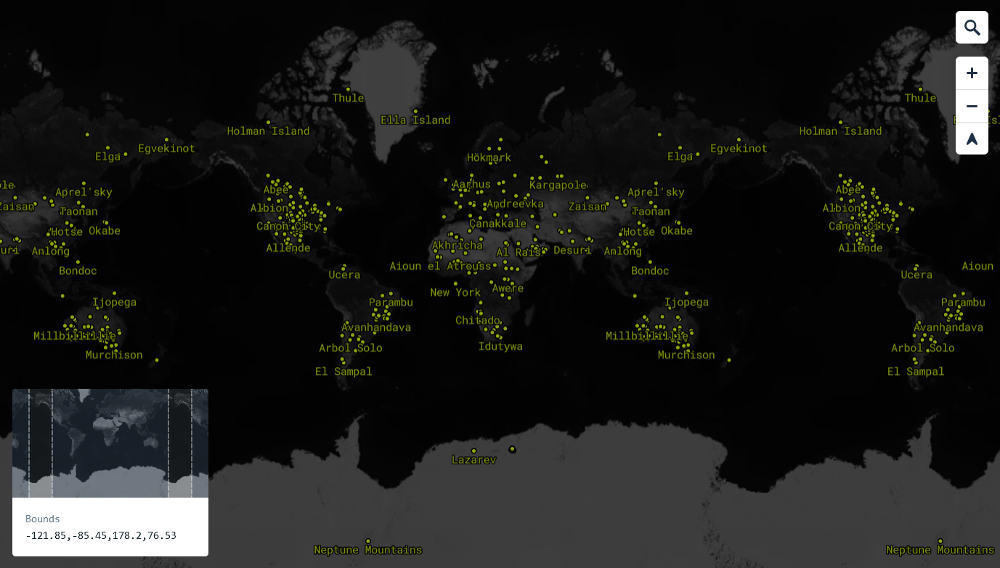 Thule
Thule
Ella Island
Holman Island
Holman Island
Egvekinot
Egvekinot
Elga
Elga
Hökmark
Aarhus
Kargapole
Abee
Abee
Aprel'sky
Aprel'sky
Andreevka
Zaisan
Zaisan
Albion
Albion
Taonan
Taonan
Çanakkale
Canon City
Canon City
Hotse
Okabe
Hotse
Okabe
Akhricha
Al Rais
Desuri
Allende
Allende
Amlong
Amlong
Aioun el Atrouss
Aioun
Bondoc
Bondoc
Ucera
Ucera
New York
Awere
Ijopega
Ijopega
Parambu
Parambu
Chitado
Avanhandava
Avanhandava
Millbillillie
Millbillillie
Arbol Solo
Arbol Solo
Idutywa
Murchison
Murchison
El Sampal
El Sampal
Lazarev
Bounds
-121.85,-85.45,178.2,76.53
Neptune Mountains
Neptune Mountains